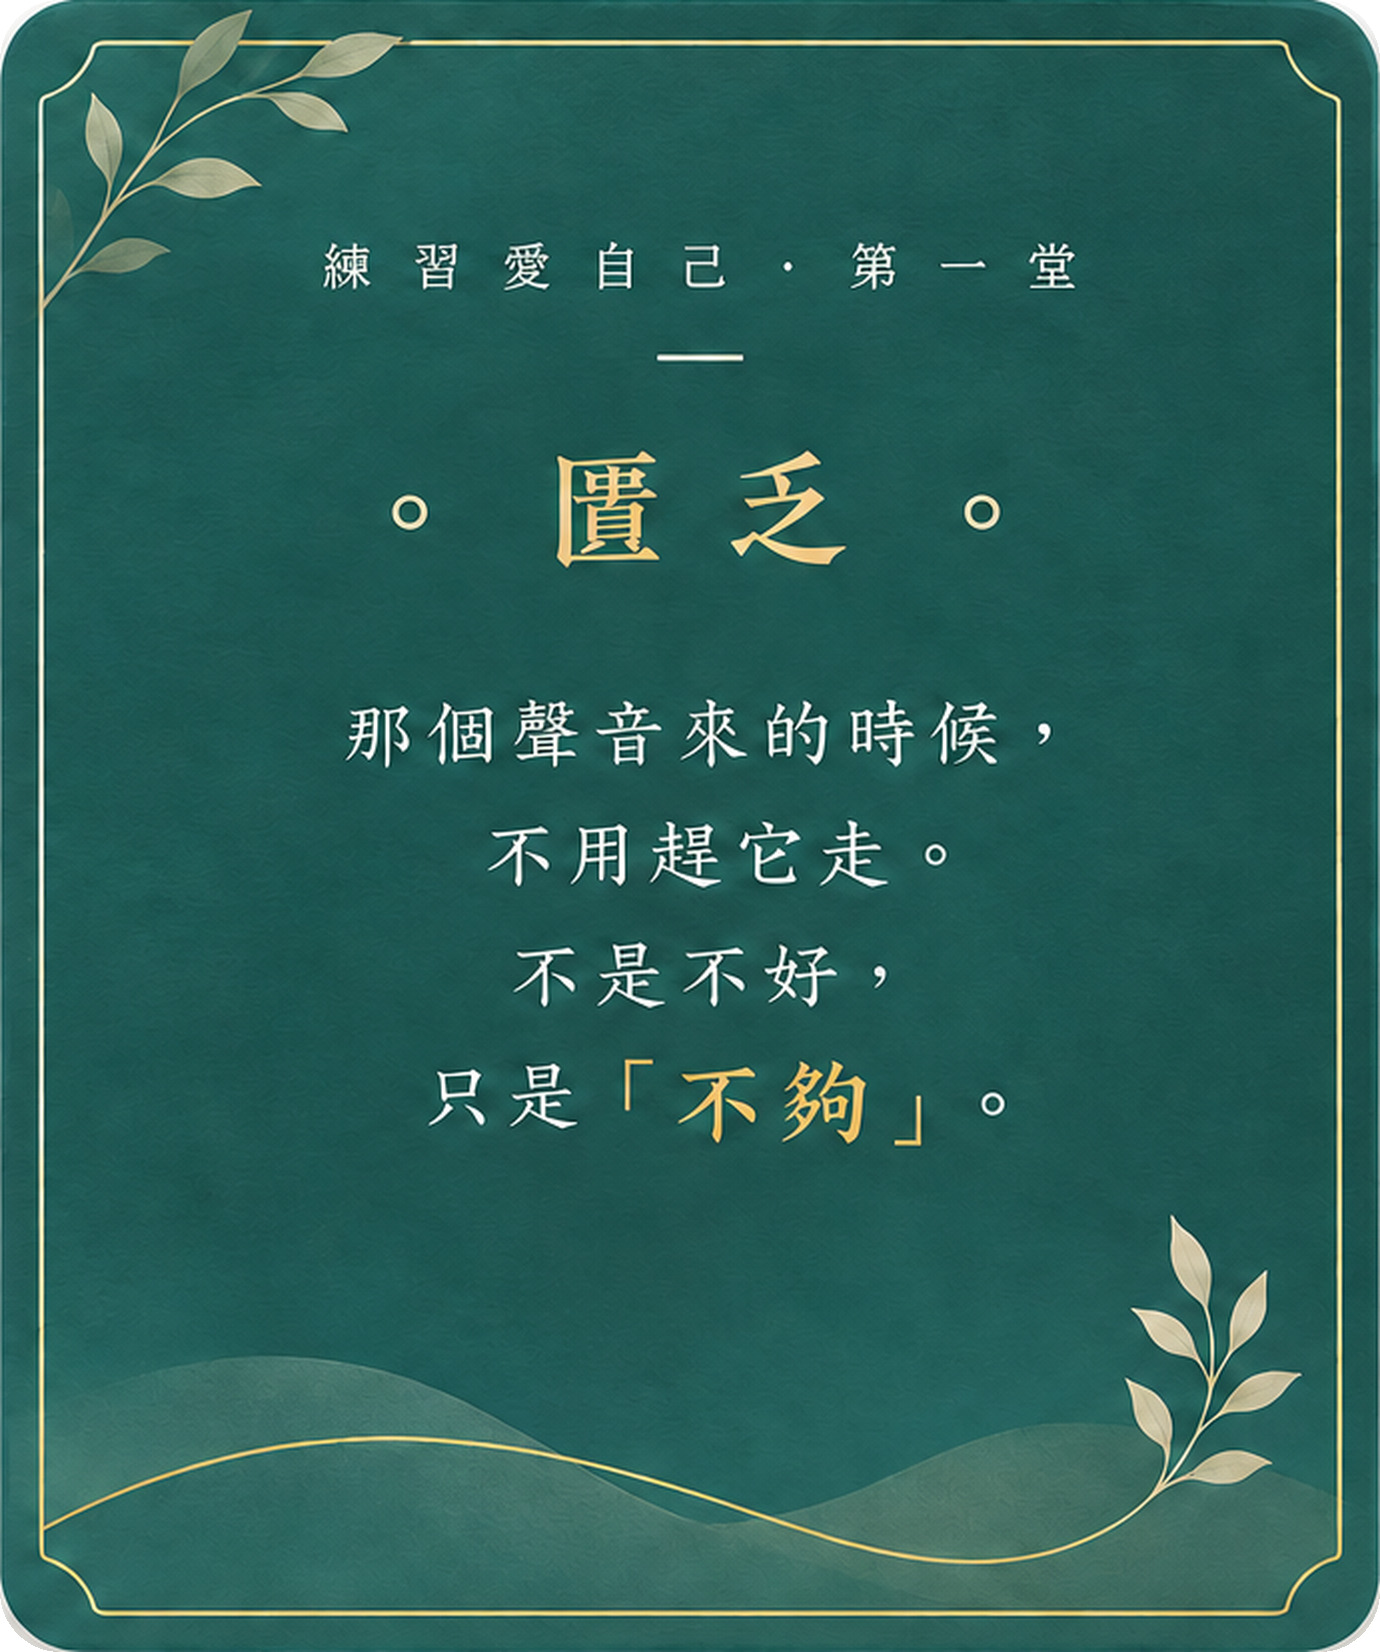 練習愛自己·第一堂
匱乏
那個聲音來的時候，
不用趕它走。
不是不好，
只是「不夠」。